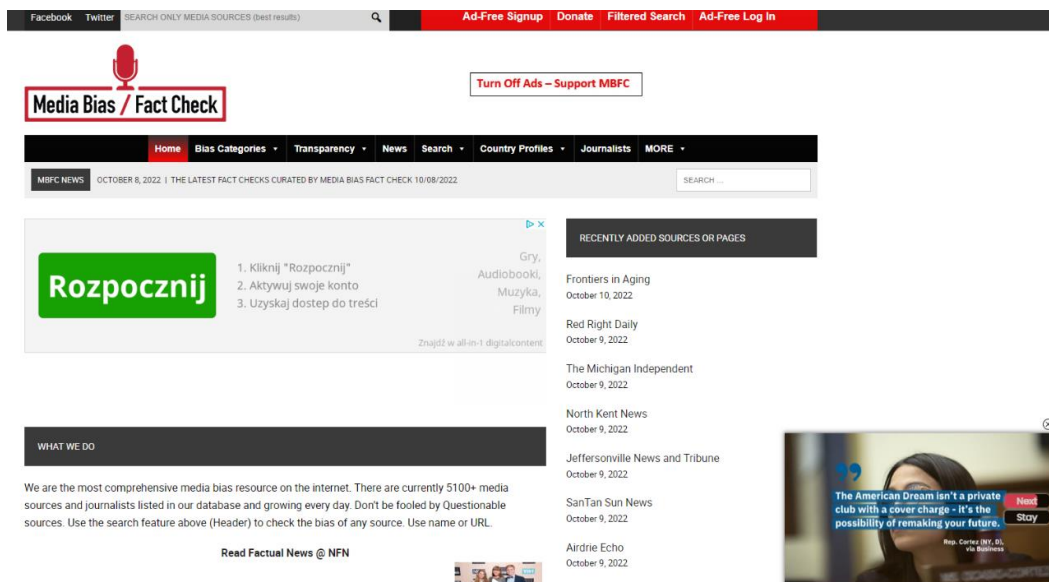 Facebook Twitter SEARCH ONLY MEDIA SOURCES (best results) Ad-Free Signup Donate Filtered Search Ad-Free Log In
Media Bias / Fact Check
Turn Off Ads – Support MBFC
Home Bias Categories Transparency News Search Country Profiles Journalists MORE
MBFC NEWS OCTOBER 8, 2022 | THE LATEST FACT CHECKS CURATED BY MEDIA BIAS FACT CHECK 10/08/2022 SEARCH ...
Rozpocznij
1. Kliknij "Rozpocznij"
2. Aktywuj swoje konto
3. Uzyskaj dostep do treści
Gry,
Audiobooki,
Muzyka,
Filmy
Znajdź w all-in-1 digitalcontent
WHAT WE DO
We are the most comprehensive media bias resource on the internet. There are currently 5100+ media
sources and journalists listed in our database and growing every day. Don't be fooled by Questionable
sources. Use the search feature above (Header) to check the bias of any source. Use name or URL.
Read Factual News @ NFN
RECENTLY ADDED SOURCES OR PAGES
Frontiers in Aging
October 10, 2022
Red Right Daily
October 9, 2022
The Michigan Independent
October 9, 2022
North Kent News
October 9, 2022
Jeffersonville News and Tribune
October 9, 2022
SanTan Sun News
October 9, 2022
Airdrie Echo
October 9, 2022
The American Dream isn't a private
club with a cover charge - it's the
possibility of remaking your future.
Rep. Cortez (NY, D),
via Business
Next
Stay